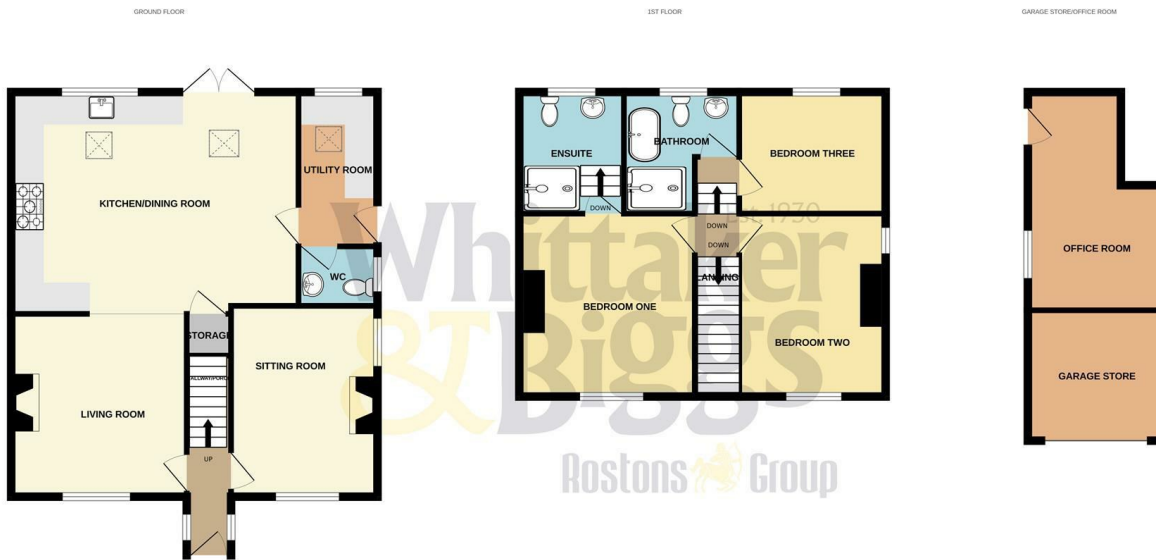 GROUND FLOOR
1ST FLOOR
GARAGE STORE/OFFICE ROOM
KITCHEN/DINING ROOM
UTILITY ROOM
WC
STORAGE
SITTING ROOM
LIVING ROOM
UP
ENSUITE
BATHROOM
BEDROOM THREE
DOWN
DOWN
DOWN
LANDING
BEDROOM ONE
BEDROOM TWO
OFFICE ROOM
GARAGE STORE
Est. 1930
Whittaker
& Biggs
Rostons Group